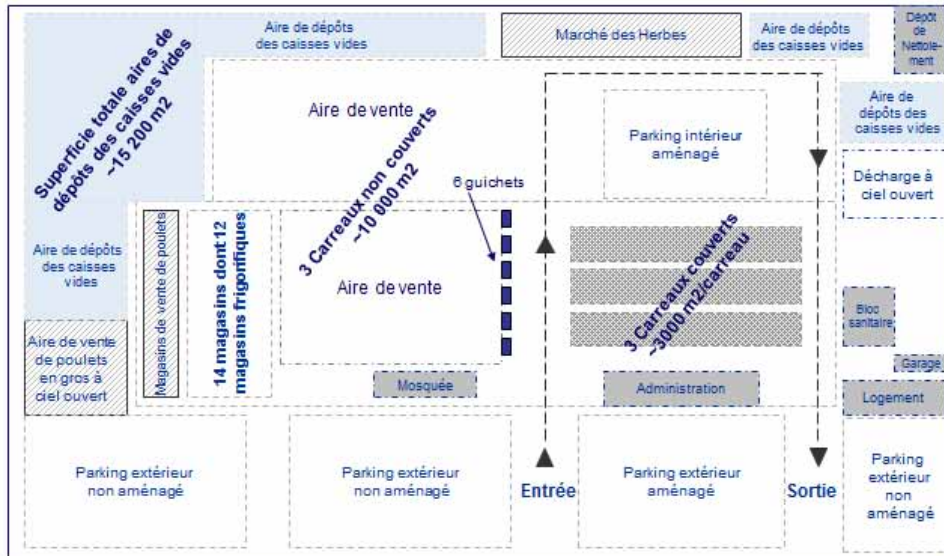 Aire de dépôts
des caisses vides
Marché des Herbes
Aire de dépôts
des caisses vides
Dépôt
de
Nettoie-
ment
Superficie totale aires de
dépôts des caisses vides
~15 200 m2
Aire de vente
Parking intérieur
aménagé
Aire de
dépôts des
caisses vides
Décharge à
ciel ouvert
6 guichets
3 Carreaux non couverts
~10 000 m2
Aire de vente
3 Carreaux couverts
~3000 m2/carreau
Aire de dépôts
des caisses
vides
Magasins de vente de poulets
14 magasins dont 12
magasins frigorifiques
Bloc
sanitaire
Aire de vente
de poulets
en gros à
ciel ouvert
Mosquée
Administration
Garage
Logement
Parking extérieur
non aménagé
Parking extérieur
non aménagé
Entrée
Parking extérieur
aménagé
Sortie
Parking
extérieur
non
aménagé